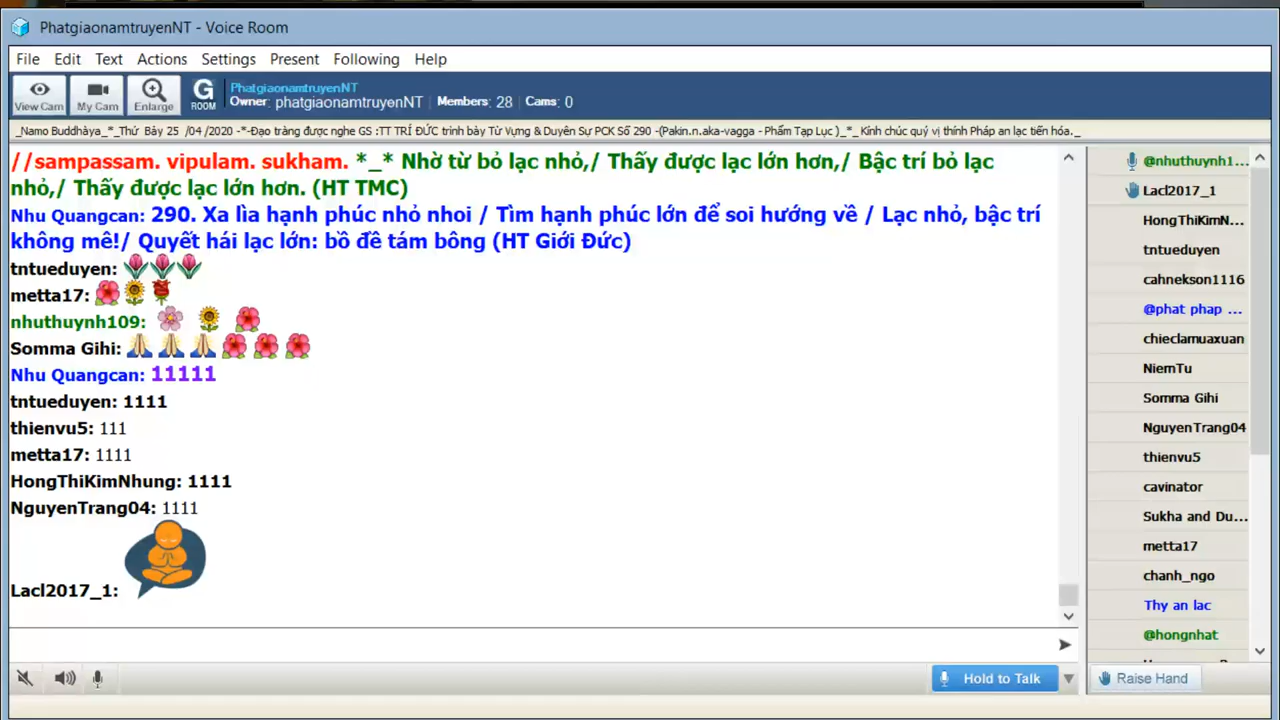 PhatgiaonamtruyenNT - Voice Room
File Edit Text Actions Settings Present Following Help
View Cam My Cam Enlarge G ROOM
PhatgiaonamtruyenNT
Owner: phatgiaonamtruyenNT Members: 28 Cams: 0
_Namo Buddhàya_*_Thứ Bảy 25 /04 /2020 -*-Đạo tràng được nghe GS :TT TRÍ ĐỨC trình bày Từ Vựng & Duyên Sự PCK Số 290 -(Pakin.n.aka-vagga - Phẩm Tạp Lục )_*_ Kính chúc quý vị thính Pháp an lạc tiến hóa._
//sampassam. vipulam. sukham. *_* Nhờ từ bỏ lạc nhỏ,/ Thấy được lạc lớn hơn,/ Bậc trí bỏ lạc
nhỏ,/ Thấy được lạc lớn hơn. (HT TMC)
Nhu Quangcan: 290. Xa lìa hạnh phúc nhỏ nhoi / Tìm hạnh phúc lớn để soi hướng về / Lạc nhỏ, bậc trí
không mê!/ Quyết hái lạc lớn: bồ đề tám bông (HT Giới Đức)
tntueduyen:
metta17:
nhuthuynh109:
Somma Gihi:
Nhu Quangcan: 11111
tntueduyen: 1111
thienvu5: 111
metta17: 1111
HongThiKimNhung: 1111
NguyenTrang04: 1111
Lacl2017_1:
@nhuthuynh1...
Lacl2017_1
HongThiKimN...
tntueduyen
cahnekson1116
@phat phap ...
chieclamuaxuan
NiemTu
Somma Gihi
NguyenTrang04
thienvu5
cavinator
Sukha and Du...
metta17
chanh_ngo
Thy an lac
@hongnhat
Hold to Talk
Raise Hand